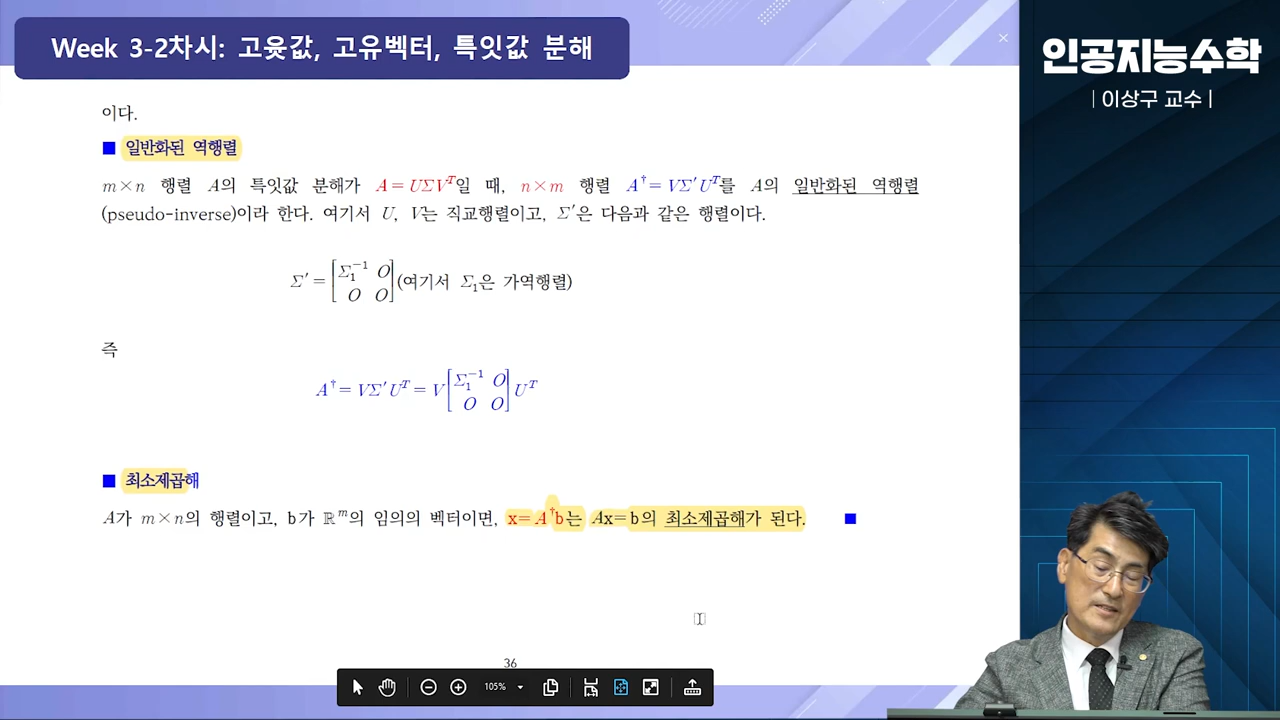 Week 3-2차시: 고윳값, 고유벡터, 특잇값 분해
인공지능수학
| 이상구 교수 |
이다.
■ 일반화된 역행렬
m×n 행렬 A의 특잇값 분해가 A = UΣVᵀ일 때, n×m 행렬 A† = VΣ′Uᵀ를 A의 일반화된 역행렬
(pseudo-inverse)이라 한다. 여기서 U, V는 직교행렬이고, Σ′은 다음과 같은 행렬이다.
Σ′ = [Σ₁⁻¹ O
O O] (여기서 Σ₁은 가역행렬)
즉
A† = VΣ′Uᵀ = V [Σ₁⁻¹ O
O O] Uᵀ
■ 최소제곱해
A가 m×n의 행렬이고, b가 ℝᵐ의 임의의 벡터이면, x = A†b는 Ax = b의 최소제곱해가 된다. ■
36
105%